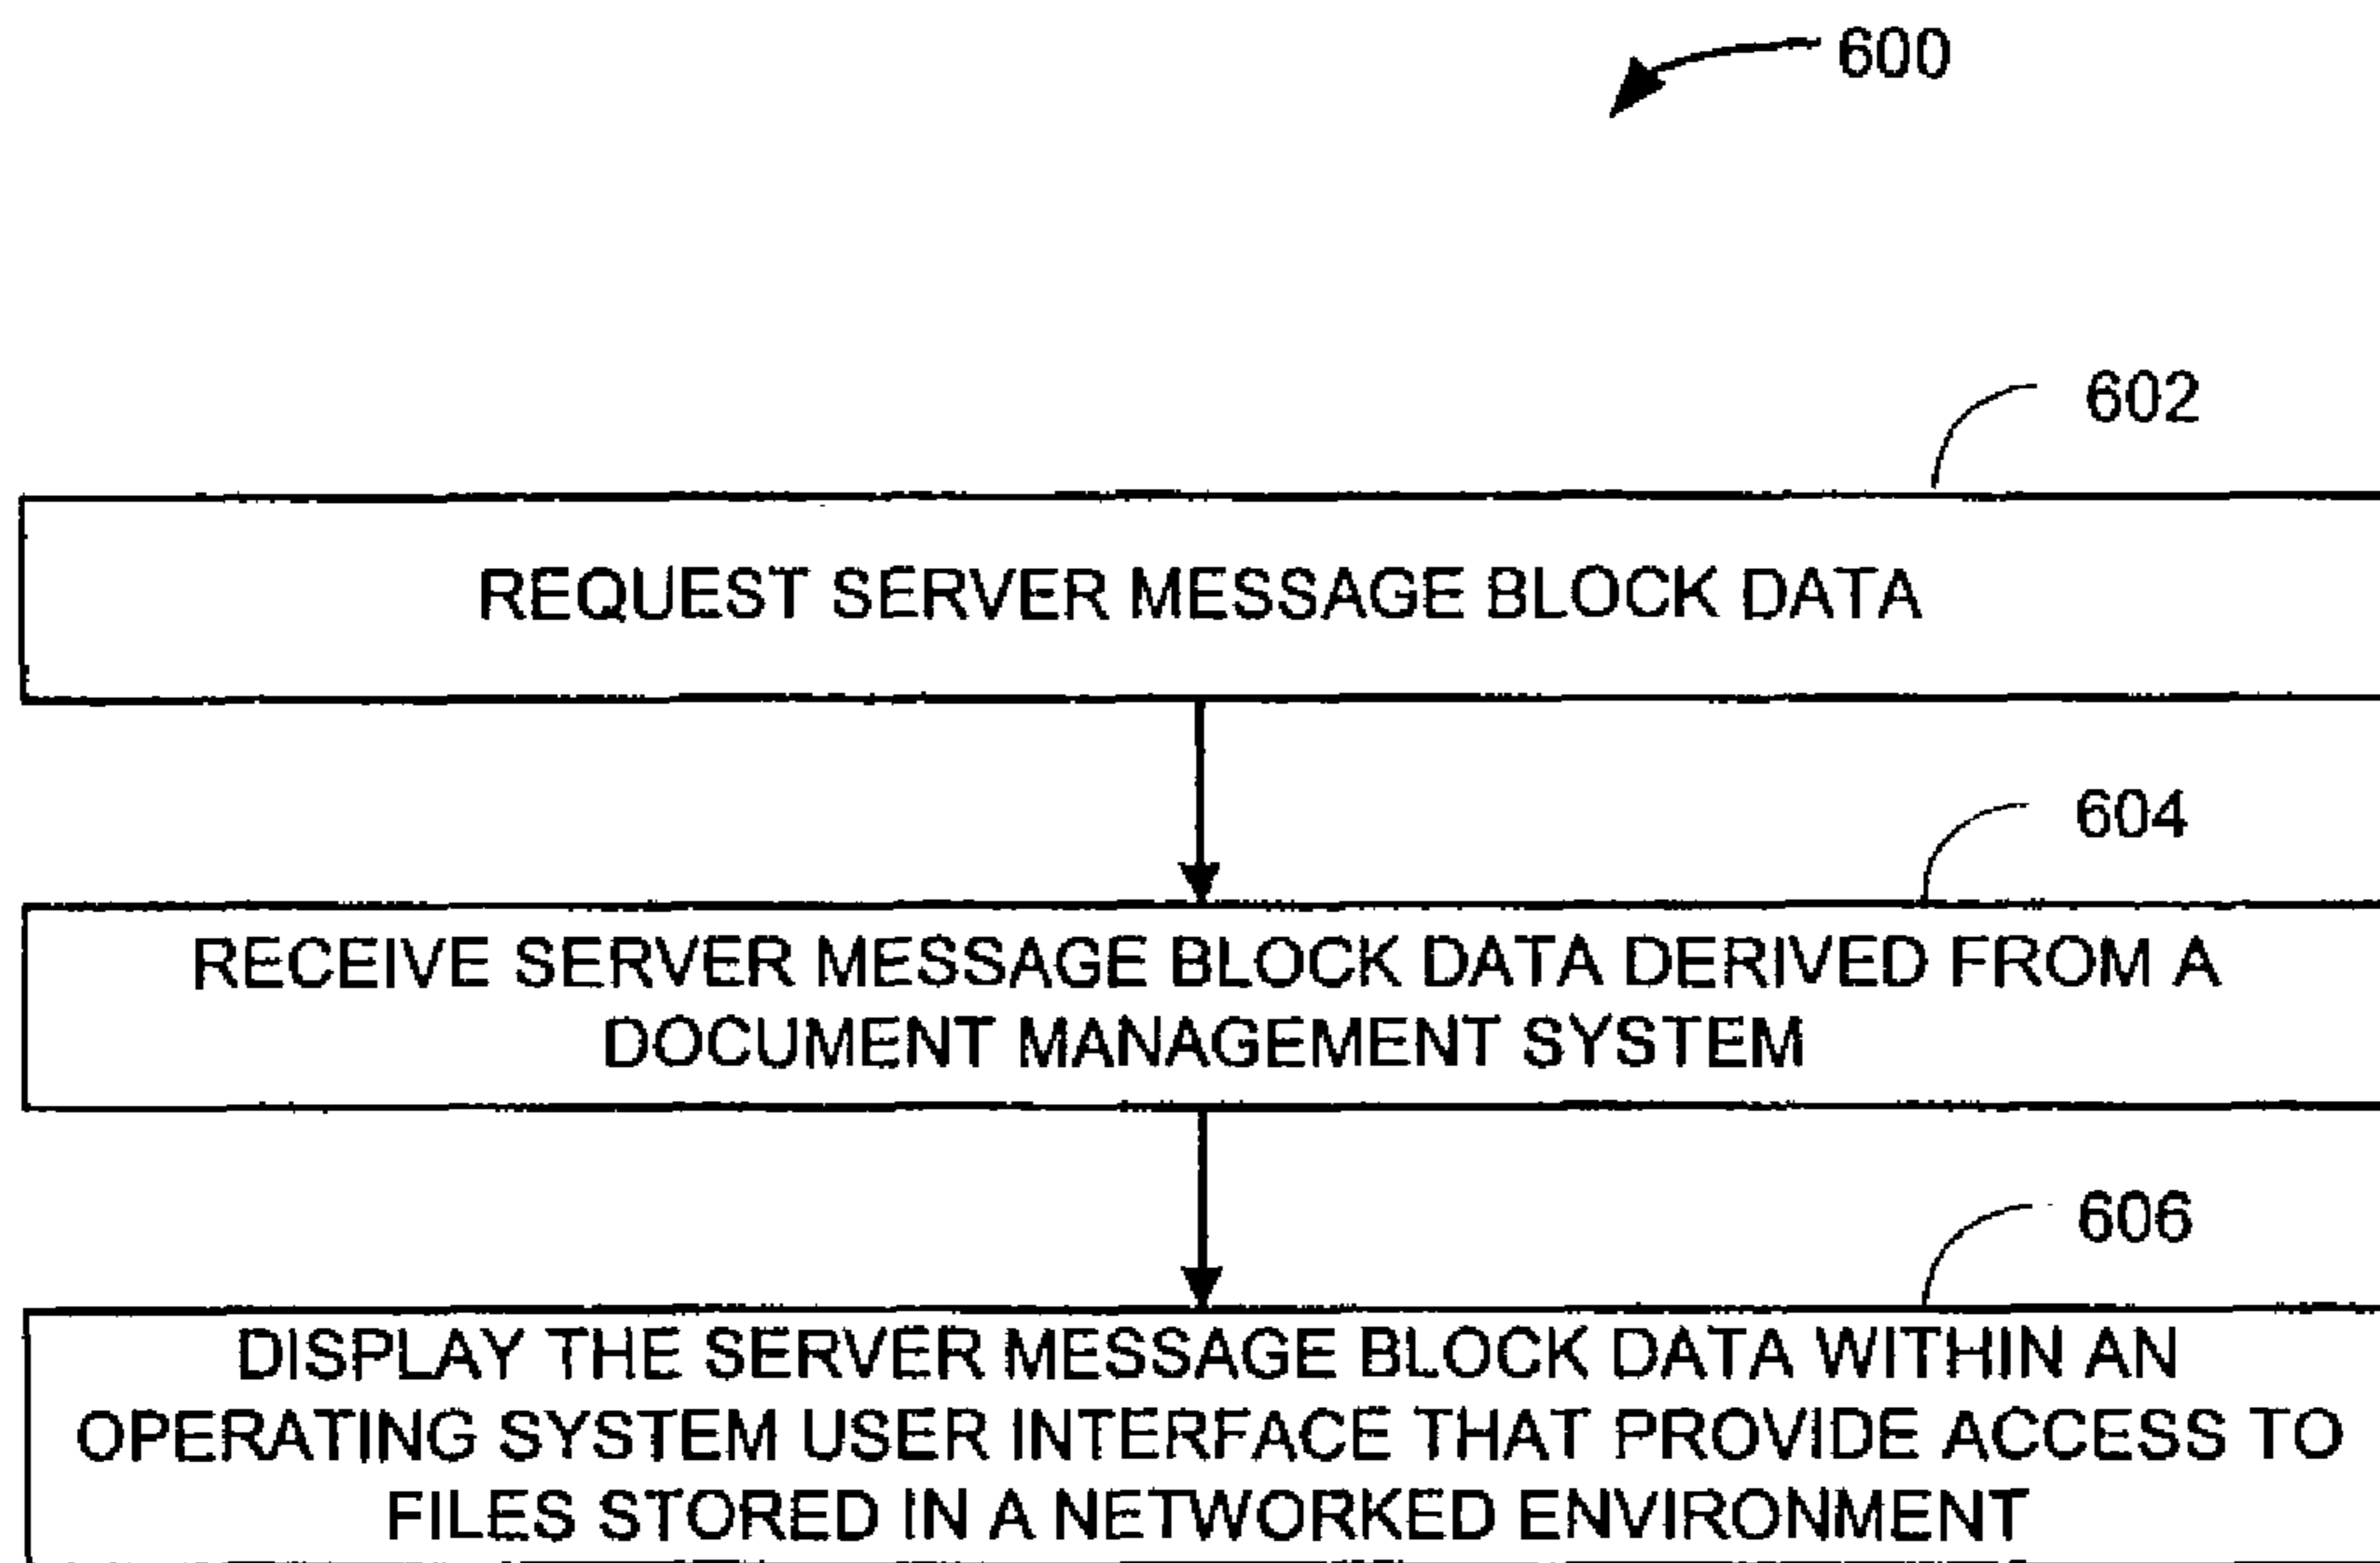 600
602
REQUEST SERVER MESSAGE BLOCK DATA
604
RECEIVE SERVER MESSAGE BLOCK DATA DERIVED FROM A
DOCUMENT MANAGEMENT SYSTEM
606
DISPLAY THE SERVER MESSAGE BLOCK DATA WITHIN AN
OPERATING SYSTEM USER INTERFACE THAT PROVIDE ACCESS TO
FILES STORED IN A NETWORKED ENVIRONMENT